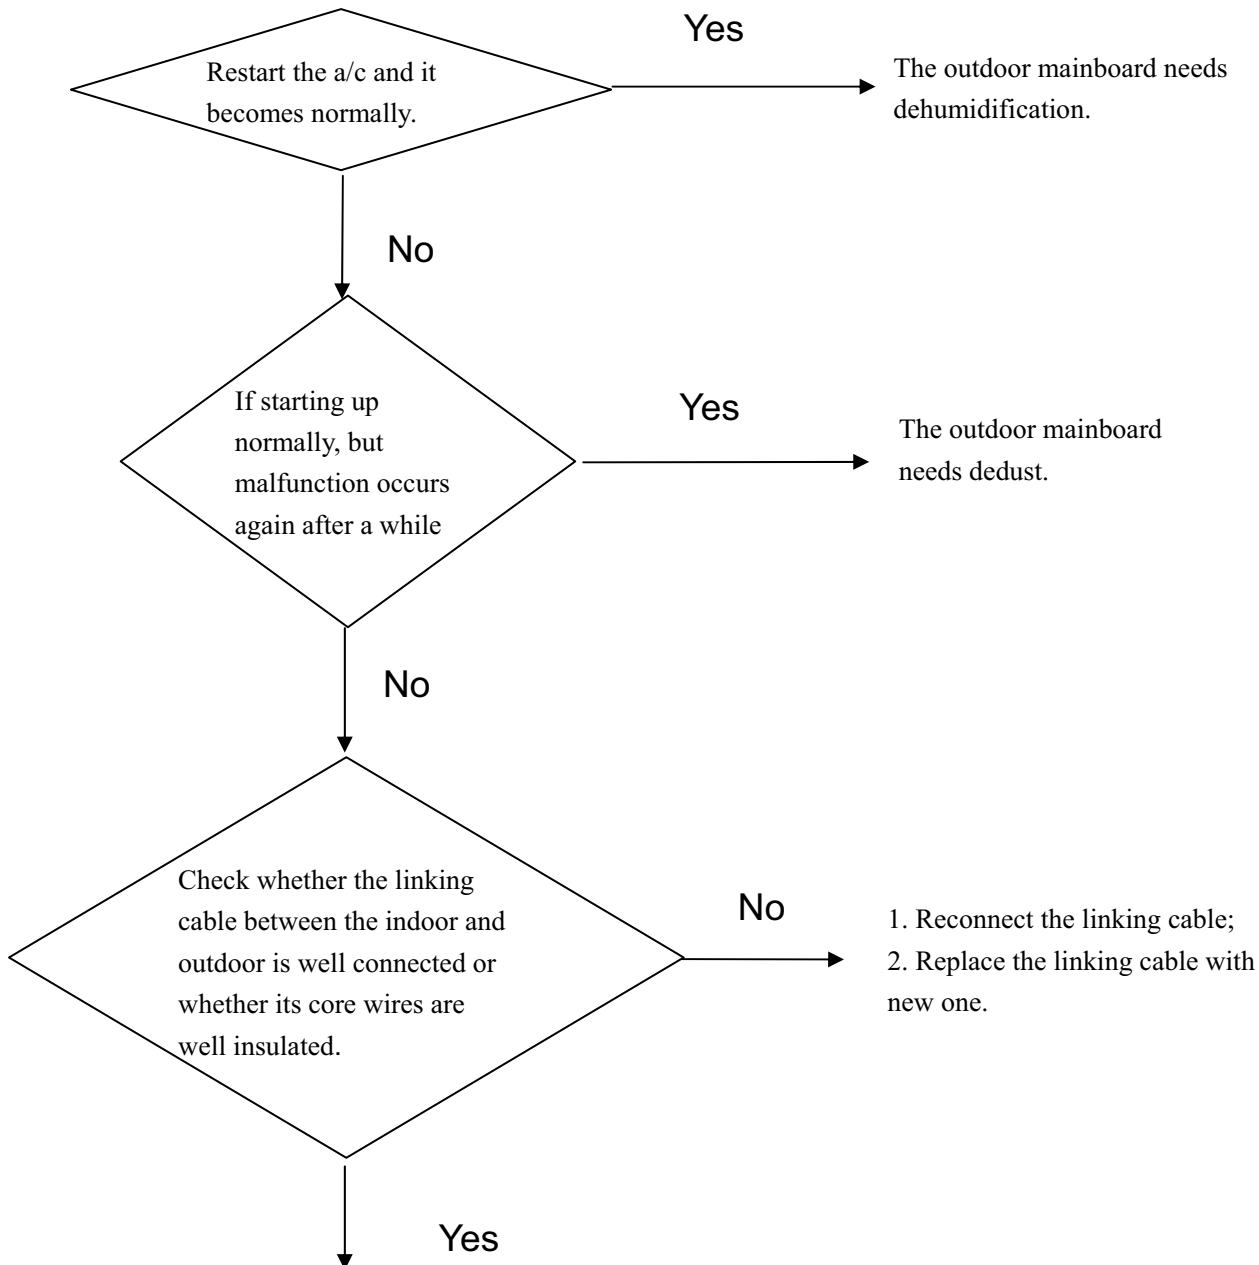 Yes
Restart the a/c and it
becomes normally.
The outdoor mainboard needs
dehumidification.
No
If starting up
normally, but
malfunction occurs
again after a while
Yes
The outdoor mainboard
needs dedust.
No
Check whether the linking
cable between the indoor and
outdoor is well connected or
whether its core wires are
well insulated.
No
1. Reconnect the linking cable;
2. Replace the linking cable with
new one.
Yes